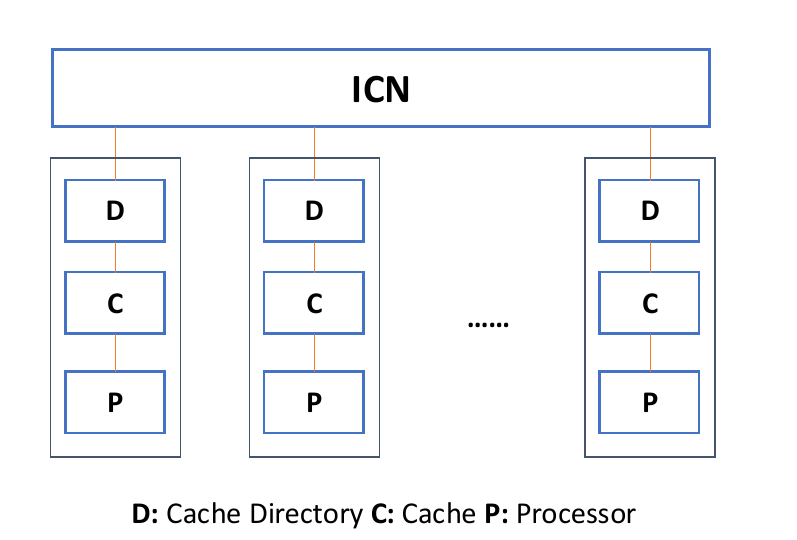 ICN
D D D
C C C
......
P P P
D: Cache Directory C: Cache P: Processor